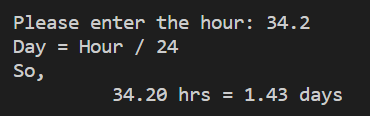 Please enter the hour: 34.2
Day = Hour / 24
So,
34.20 hrs = 1.43 days